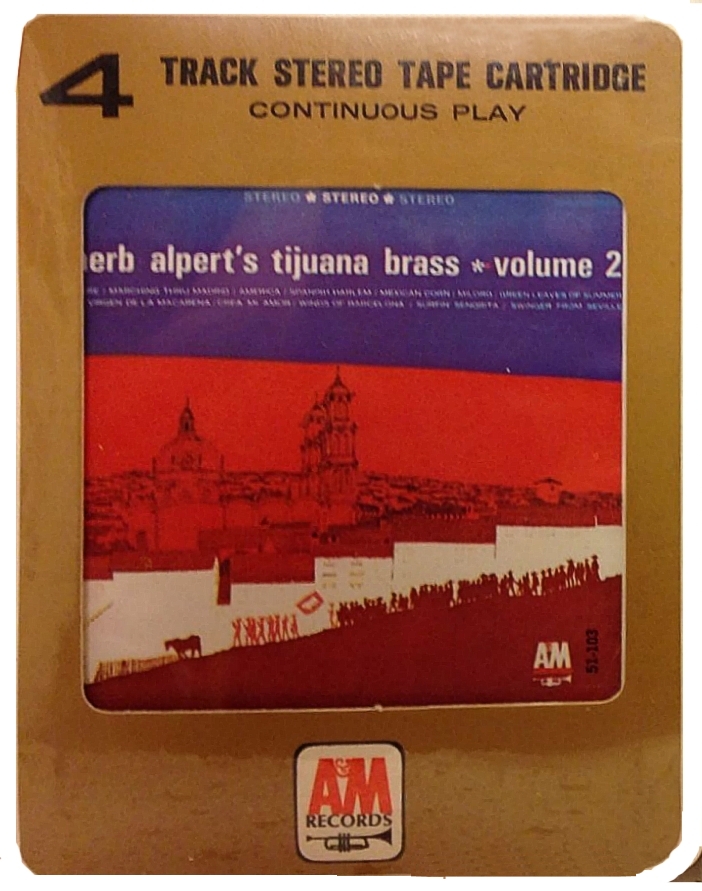 4 TRACK STEREO TAPE CARTRIDGE
CONTINUOUS PLAY
STEREO ★ STEREO ★ STEREO
erb alpert's tijuana brass * volume 2
RE / MARCHING THRU MADRID / AMERICA / SPANISH HARLEM / MEXICAN CORN / MILORD / GREEN LEAVES OF SUMMER
VIRGEN DE LA MACARENA / CREA MI AMOR / WINDS OF BARCELONA / SURFIN' SENORITA / SWINGER FROM SEVILLE
A&M
51-103
A&M
RECORDS